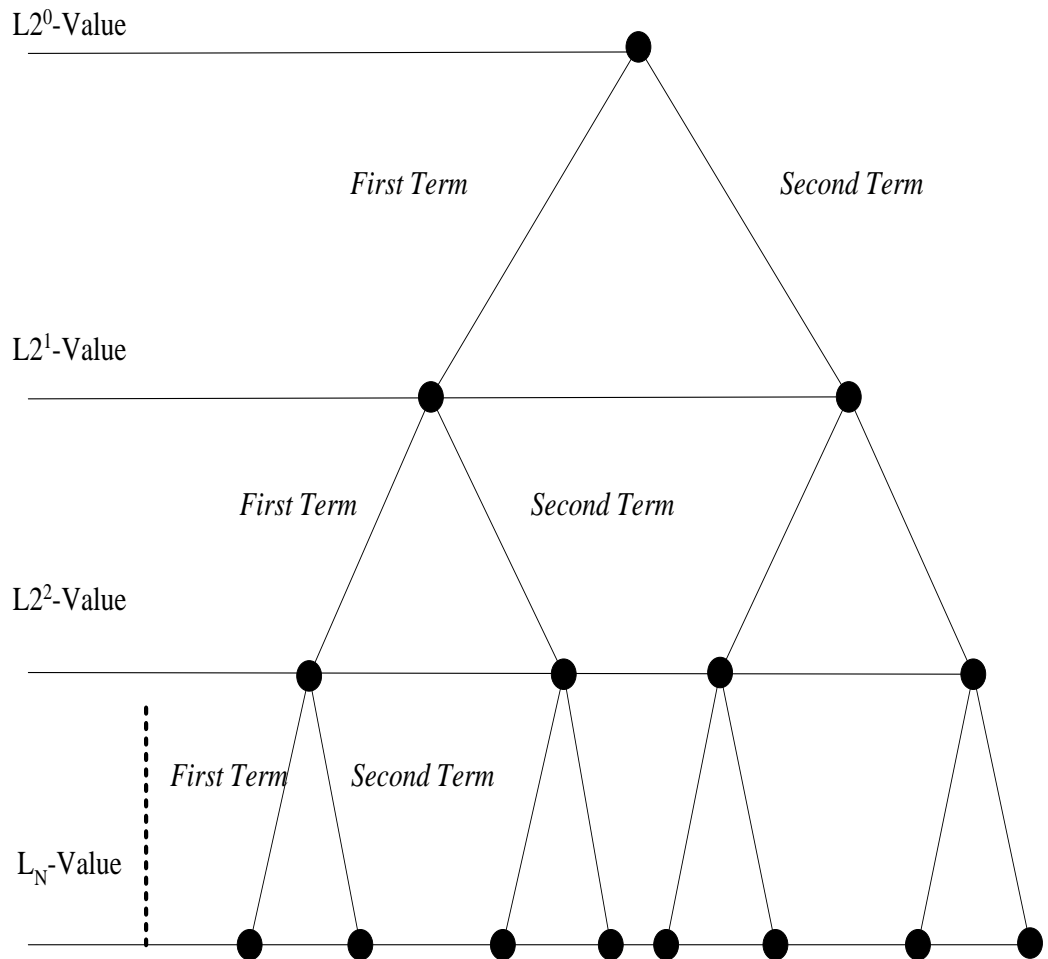 L2⁰-Value
First Term
Second Term
L2¹-Value
First Term
Second Term
L2²-Value
First Term
Second Term
L_N-Value